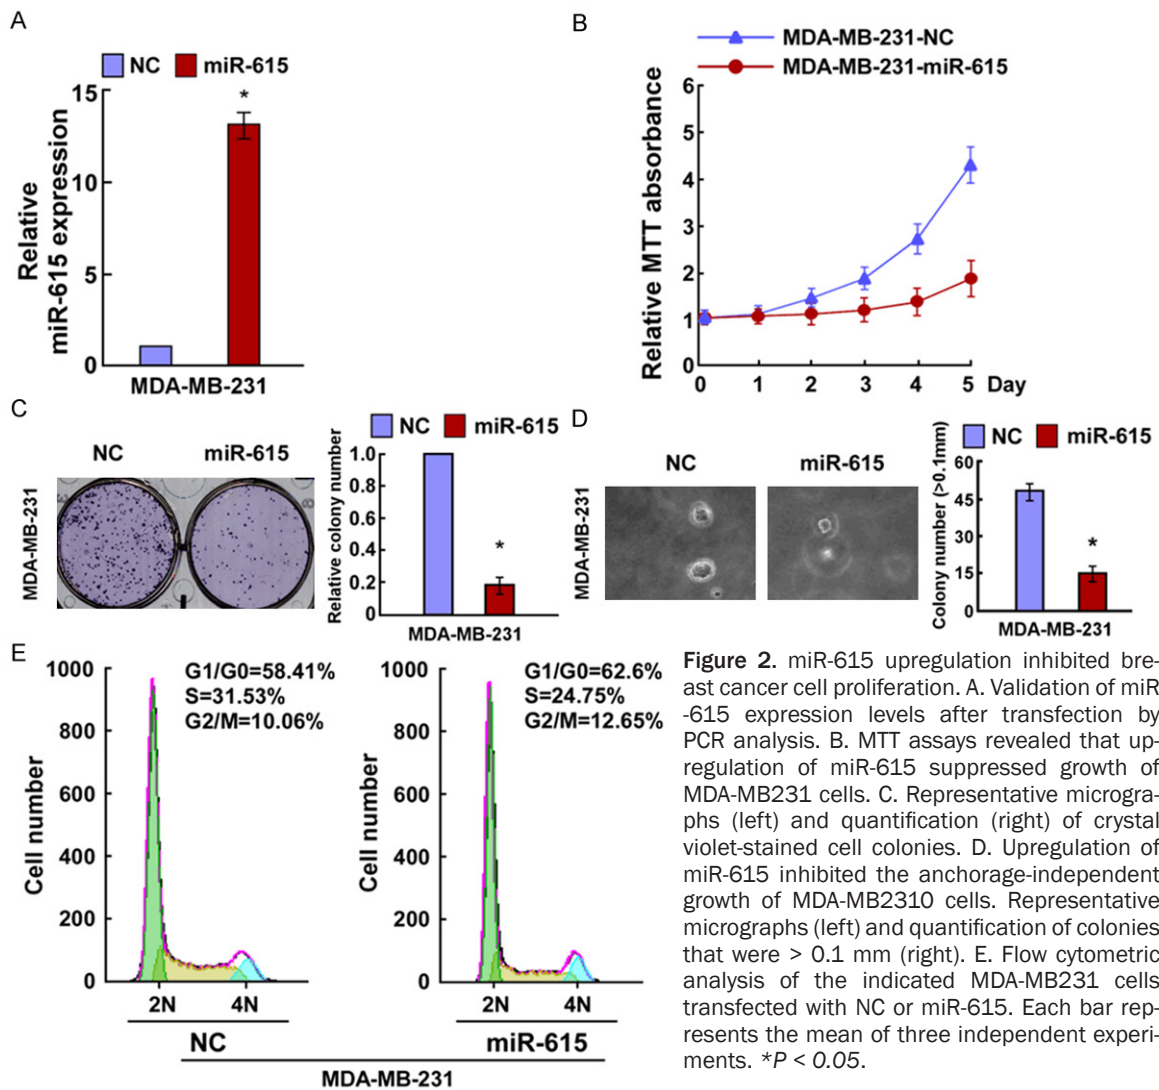 A
NC miR-615
Relative
miR-615 expression
15
10
5
0
*
MDA-MB-231
B
MDA-MB-231-NC
MDA-MB-231-miR-615
Relative MTT absorbance
6
5
4
3
2
1
0
0 1 2 3 4 5 Day
C
NC miR-615
MDA-MB-231
NC miR-615
Relative colony number
1.0
0.8
0.6
0.4
0.2
0
*
MDA-MB-231
D
NC miR-615
MDA-MB-231
NC miR-615
Colony number (>0.1mm)
60
45
30
15
0
*
MDA-MB-231
E
Cell number
1000
800
600
400
200
0
G1/G0=58.41%
S=31.53%
G2/M=10.06%
2N 4N
NC
Cell number
1000
800
600
400
200
0
G1/G0=62.6%
S=24.75%
G2/M=12.65%
2N 4N
miR-615
MDA-MB-231
Figure 2. miR-615 upregulation inhibited bre-
ast cancer cell proliferation. A. Validation of miR
-615 expression levels after transfection by
PCR analysis. B. MTT assays revealed that up-
regulation of miR-615 suppressed growth of
MDA-MB231 cells. C. Representative microgra-
phs (left) and quantification (right) of crystal
violet-stained cell colonies. D. Upregulation of
miR-615 inhibited the anchorage-independent
growth of MDA-MB2310 cells. Representative
micrographs (left) and quantification of colonies
that were > 0.1 mm (right). E. Flow cytometric
analysis of the indicated MDA-MB231 cells
transfected with NC or miR-615. Each bar rep-
resents the mean of three independent experi-
ments. *P < 0.05.